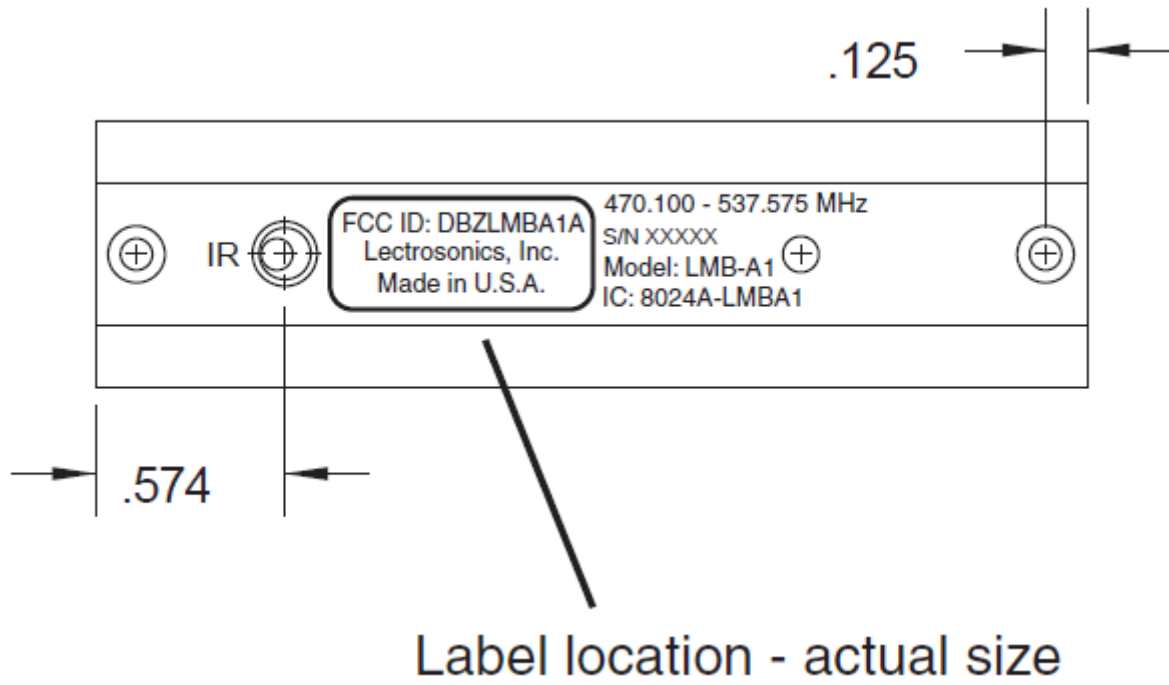 .125
IR
FCC ID: DBZLMBA1A
Lectrosonics, Inc.
Made in U.S.A.
470.100 - 537.575 MHz
S/N XXXXX
Model: LMB-A1
IC: 8024A-LMBA1
.574
Label location - actual size